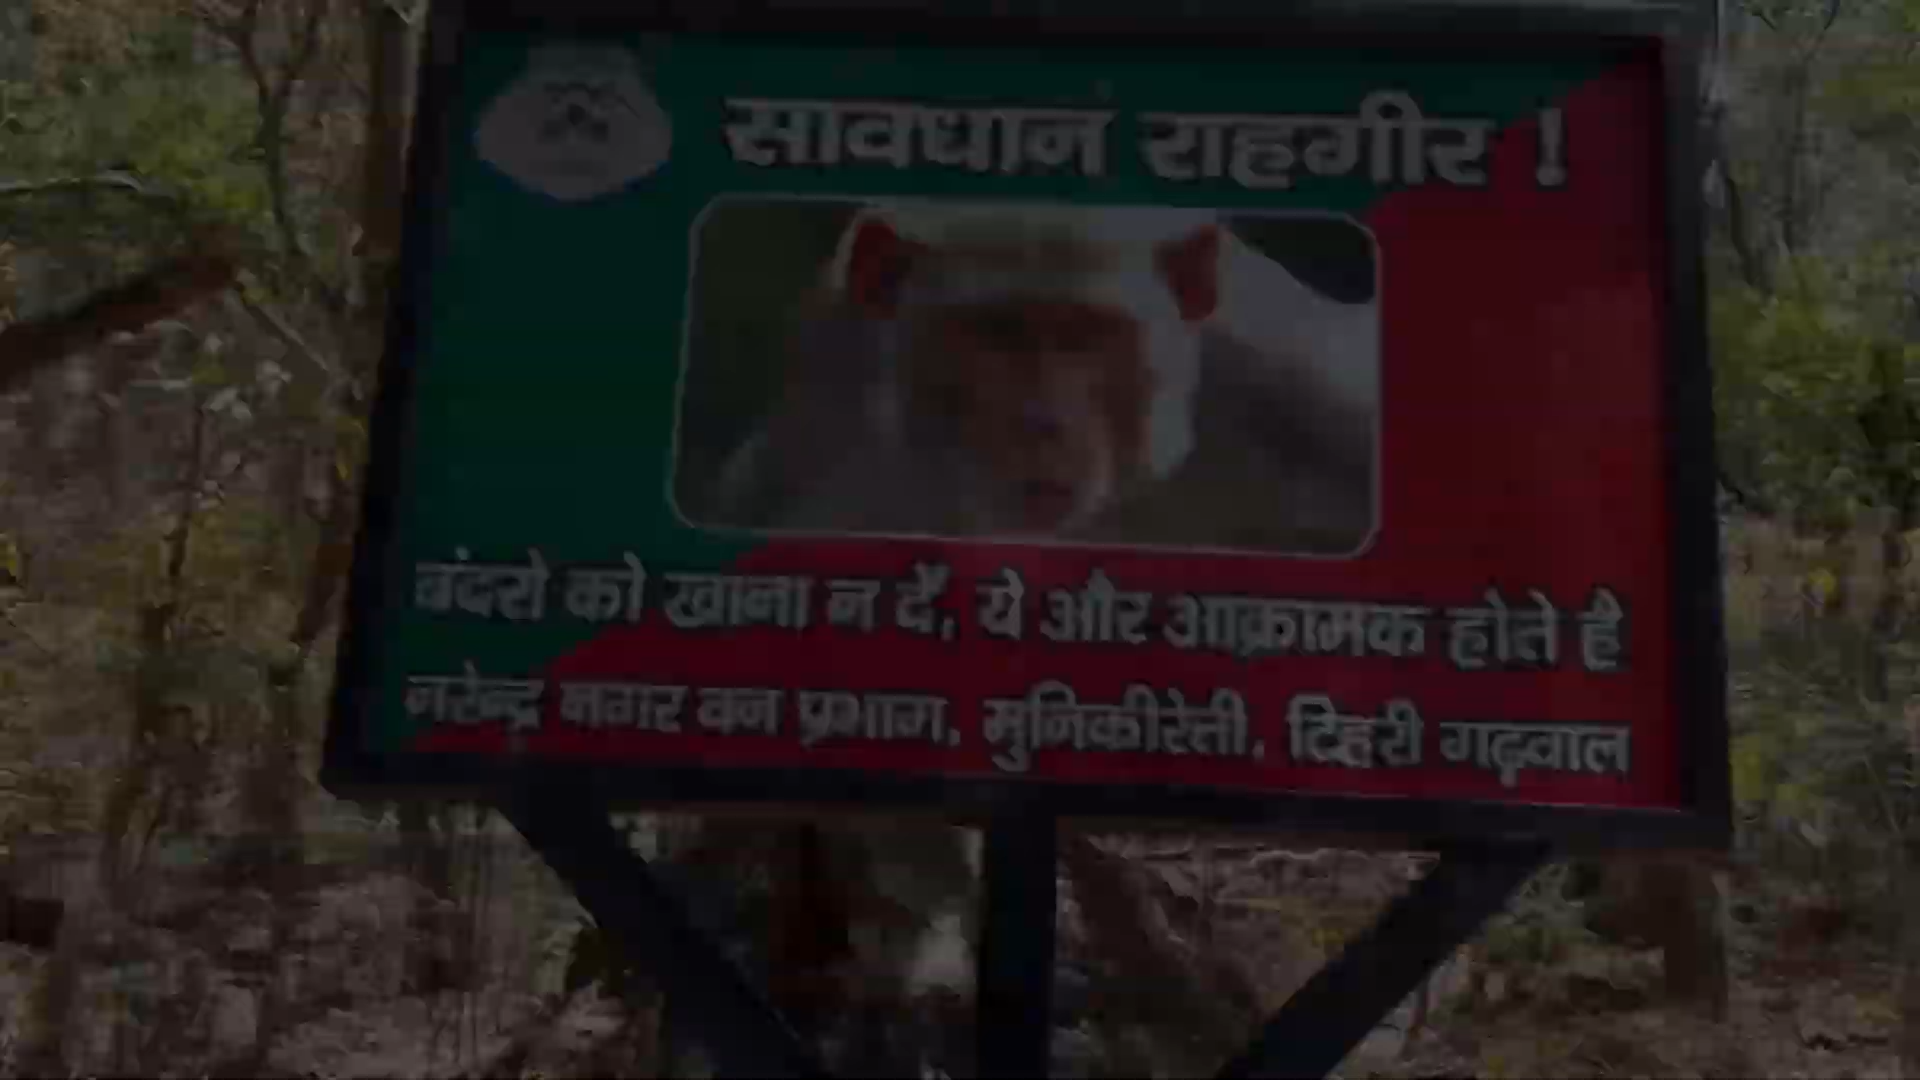 सावधान राहगीर !
बंदरो को खाना न दें, ये और आक्रामक होते है
नरेन्द्र नगर वन प्रभाग, मुनिकीरेती, टिहरी गढ़वाल